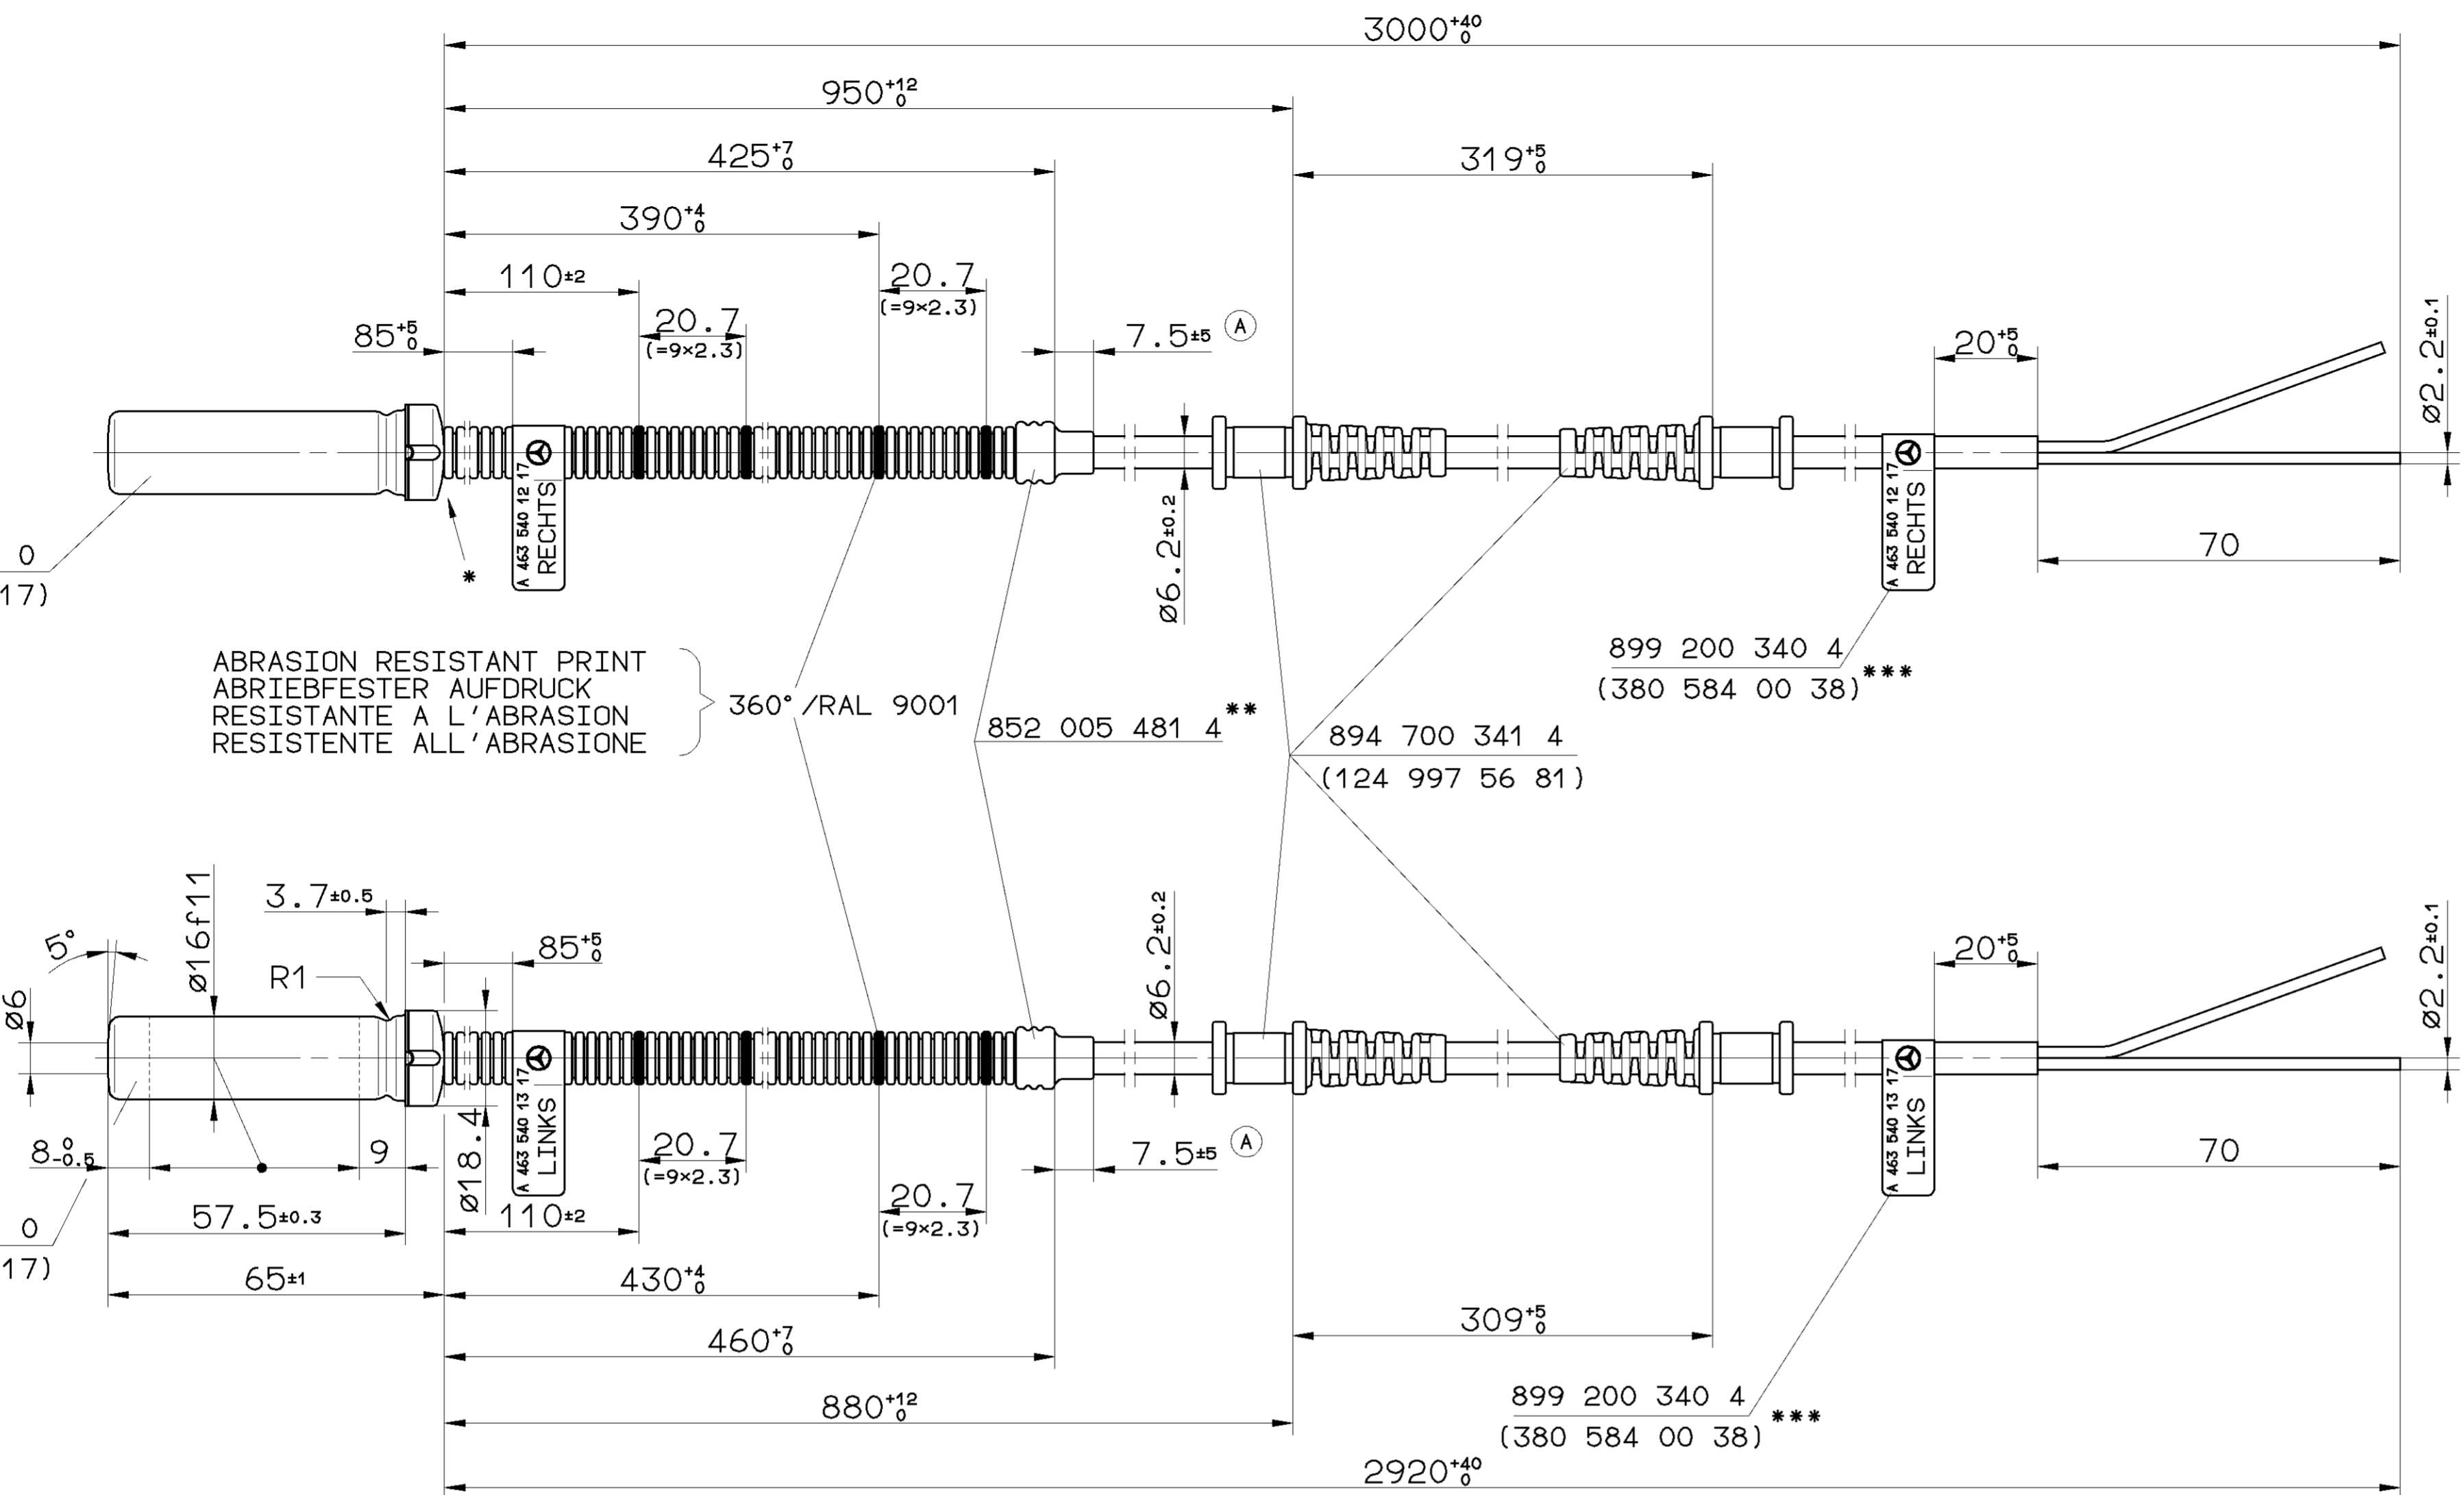 3000 +40 0
950 +12 0
425 +7 0
319 +5 0
390 +4 0
110 ±2
20.7
(=9×2.3)
20.7
(=9×2.3)
85 +5 0
7.5 ±5 A
20 +5 0
ø2.2 ±0.1
ø6.2 ±0.2
A 463 540 12 17
RECHTS
A 463 540 12 17
RECHTS
70
0
17)
*
ABRASION RESISTANT PRINT
ABRIEBFESTER AUFDRUCK
RESISTANTE A L'ABRASION
RESISTENTE ALL'ABRASIONE
360° /RAL 9001
852 005 481 4 **
894 700 341 4
(124 997 56 81)
899 200 340 4
(380 584 00 38) ***
5°
ø6
ø16f11
3.7 ±0.5
R1
85 +5 0
ø6.2 ±0.2
20 +5 0
ø2.2 ±0.1
A 463 540 13 17
LINKS
A 463 540 13 17
LINKS
8 0 -0.5
9
ø18.4
20.7
(=9×2.3)
7.5 ±5 A
70
57.5 ±0.3
110 ±2
20.7
(=9×2.3)
0
17)
65 ±1
430 +4 0
460 +7 0
309 +5 0
880 +12 0
899 200 340 4
(380 584 00 38) ***
2920 +40 0